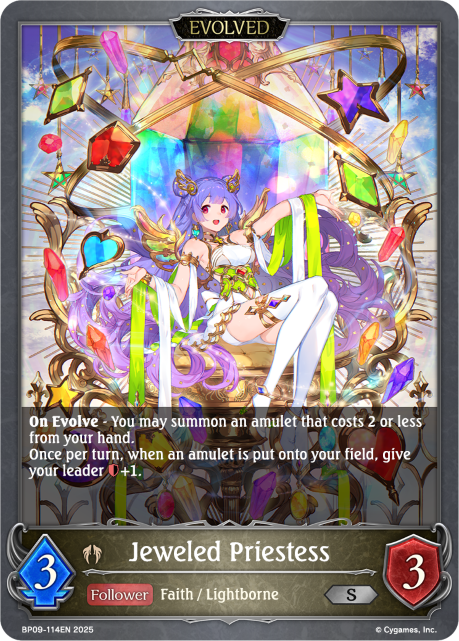 EVOLVED
On Evolve - You may summon an amulet that costs 2 or less
from your hand.
Once per turn, when an amulet is put onto your field, give
your leader +1.
Jeweled Priestess
3
Follower Faith / Lightborne
S
3
BP09-114EN 2025
© Cygames, Inc.